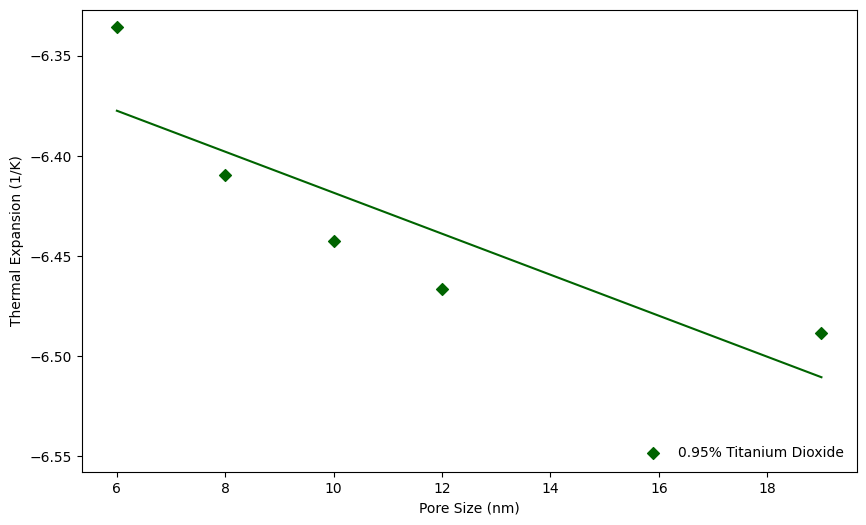 −6.35
−6.40
−6.45
−6.50
−6.55
Thermal Expansion (1/K)
0.95% Titanium Dioxide
6 8 10 12 14 16 18
Pore Size (nm)